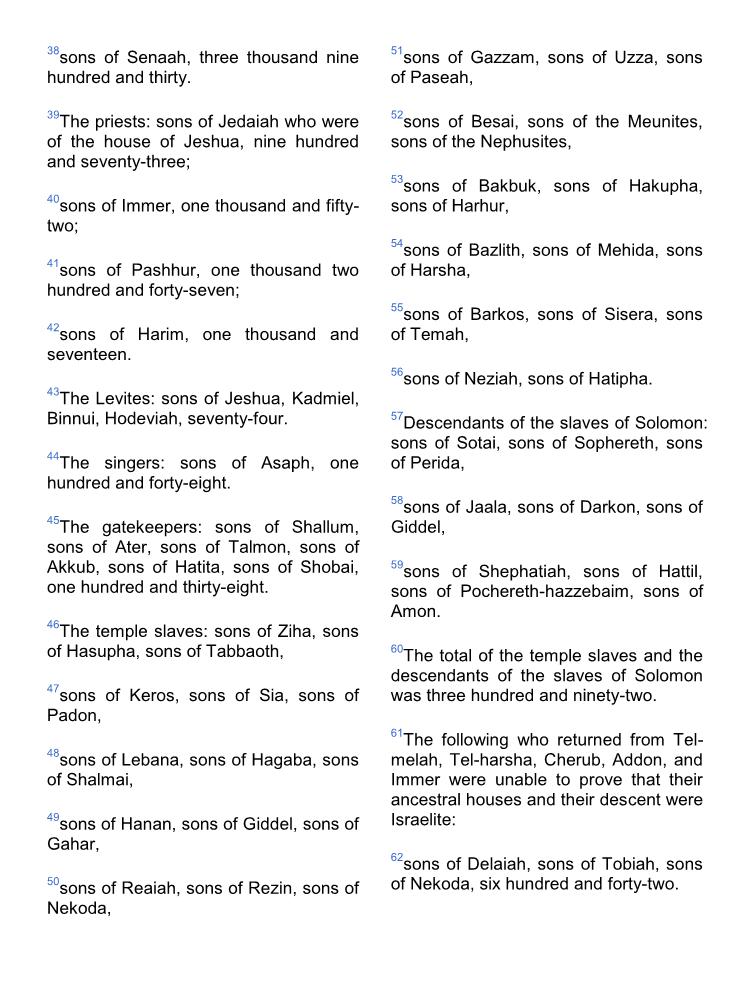 38sons of Senaah, three thousand nine
hundred and thirty.
39The priests: sons of Jedaiah who were
of the house of Jeshua, nine hundred
and seventy-three;
40sons of Immer, one thousand and fifty-
two;
41sons of Pashhur, one thousand two
hundred and forty-seven;
42sons of Harim, one thousand and
seventeen.
43The Levites: sons of Jeshua, Kadmiel,
Binnui, Hodeviah, seventy-four.
44The singers: sons of Asaph, one
hundred and forty-eight.
45The gatekeepers: sons of Shallum,
sons of Ater, sons of Talmon, sons of
Akkub, sons of Hatita, sons of Shobai,
one hundred and thirty-eight.
46The temple slaves: sons of Ziha, sons
of Hasupha, sons of Tabbaoth,
47sons of Keros, sons of Sia, sons of
Padon,
48sons of Lebana, sons of Hagaba, sons
of Shalmai,
49sons of Hanan, sons of Giddel, sons of
Gahar,
50sons of Reaiah, sons of Rezin, sons of
Nekoda,
51sons of Gazzam, sons of Uzza, sons
of Paseah,
52sons of Besai, sons of the Meunites,
sons of the Nephusites,
53sons of Bakbuk, sons of Hakupha,
sons of Harhur,
54sons of Bazlith, sons of Mehida, sons
of Harsha,
55sons of Barkos, sons of Sisera, sons
of Temah,
56sons of Neziah, sons of Hatipha.
57Descendants of the slaves of Solomon:
sons of Sotai, sons of Sophereth, sons
of Perida,
58sons of Jaala, sons of Darkon, sons of
Giddel,
59sons of Shephatiah, sons of Hattil,
sons of Pochereth-hazzebaim, sons of
Amon.
60The total of the temple slaves and the
descendants of the slaves of Solomon
was three hundred and ninety-two.
61The following who returned from Tel-
melah, Tel-harsha, Cherub, Addon, and
Immer were unable to prove that their
ancestral houses and their descent were
Israelite:
62sons of Delaiah, sons of Tobiah, sons
of Nekoda, six hundred and forty-two.